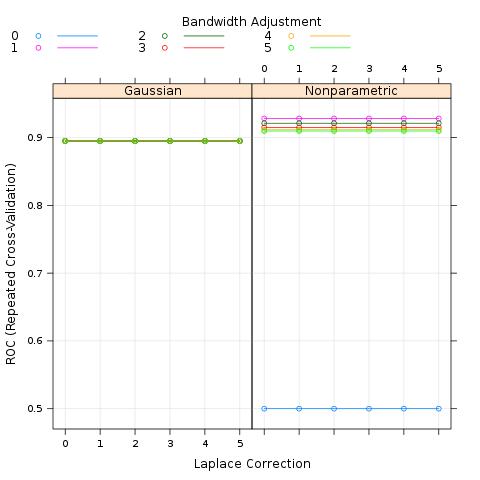 Bandwidth Adjustment
0 2 4
1 3 5
0 1 2 3 4 5
Gaussian Nonparametric
0.9
0.8
0.7
0.6
0.5
ROC (Repeated Cross-Validation)
0 1 2 3 4 5
Laplace Correction